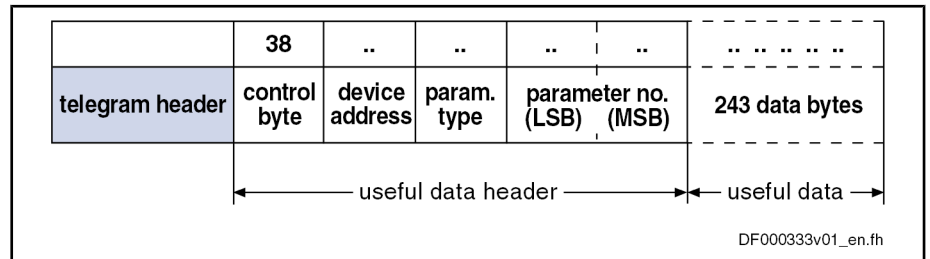 38 .. .. .. .. .. .. .. .. ..
telegram header control byte device address param. type parameter no. (LSB) (MSB) 243 data bytes
useful data header useful data
DF000333v01_en.fh